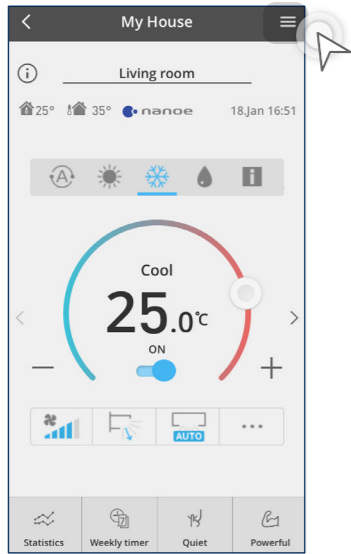 My House
Living room
25° 35° nanoe 18.Jan 16:51
A i
Cool
25.0°C
ON
AUTO
Statistics Weekly timer Quiet Powerful